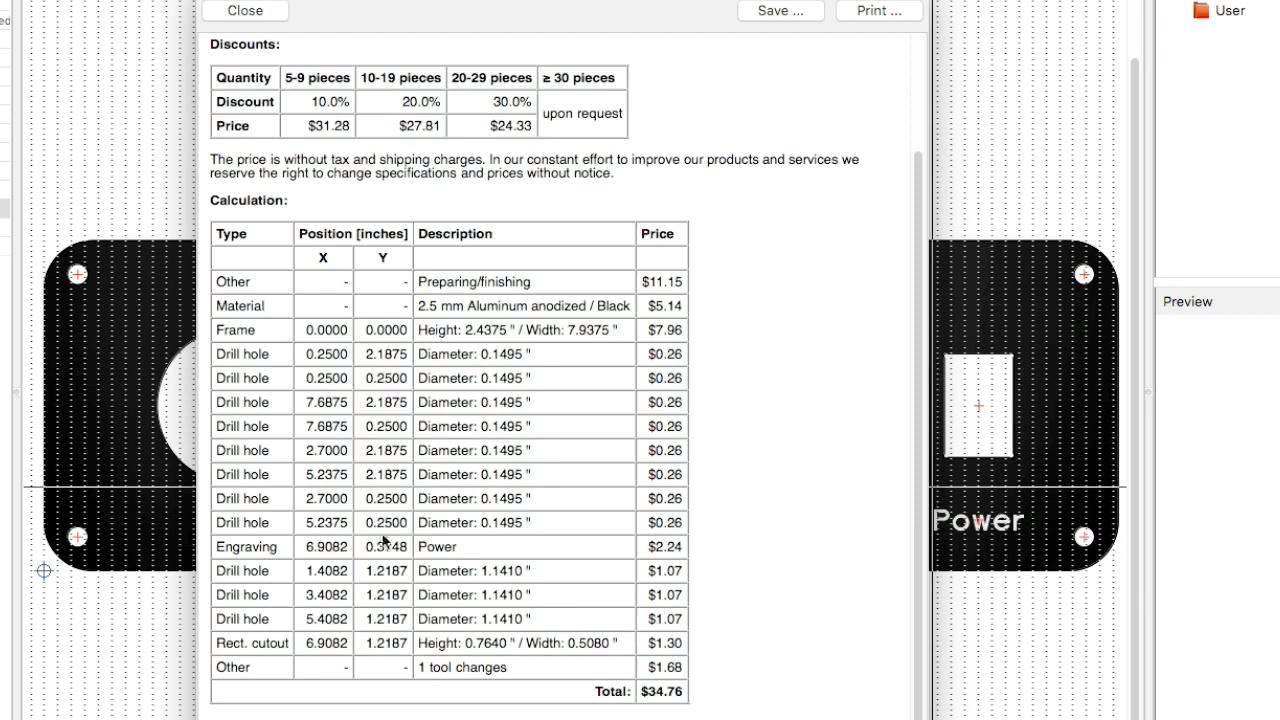 ed
Close
Save ...
Print ...
User
Discounts:
Quantity 5-9 pieces 10-19 pieces 20-29 pieces ≥ 30 pieces
Discount 10.0% 20.0% 30.0% upon request
Price $31.28 $27.81 $24.33
The price is without tax and shipping charges. In our constant effort to improve our products and services we
reserve the right to change specifications and prices without notice.
Calculation:
Type Position [inches] Description Price
X Y
Other - - Preparing/finishing $11.15
Material - - 2.5 mm Aluminum anodized / Black $5.14
Frame 0.0000 0.0000 Height: 2.4375 " / Width: 7.9375 " $7.96
Drill hole 0.2500 2.1875 Diameter: 0.1495 " $0.26
Drill hole 0.2500 0.2500 Diameter: 0.1495 " $0.26
Drill hole 7.6875 2.1875 Diameter: 0.1495 " $0.26
Drill hole 7.6875 0.2500 Diameter: 0.1495 " $0.26
Drill hole 2.7000 2.1875 Diameter: 0.1495 " $0.26
Drill hole 5.2375 2.1875 Diameter: 0.1495 " $0.26
Drill hole 2.7000 0.2500 Diameter: 0.1495 " $0.26
Drill hole 5.2375 0.2500 Diameter: 0.1495 " $0.26
Engraving 6.9082 Power $2.24
Drill hole 1.4082 1.2187 Diameter: 1.1410 " $1.07
Drill hole 3.4082 1.2187 Diameter: 1.1410 " $1.07
Drill hole 5.4082 1.2187 Diameter: 1.1410 " $1.07
Rect. cutout 6.9082 1.2187 Height: 0.7640 " / Width: 0.5080 " $1.30
Other - - 1 tool changes $1.68
Total: $34.76
Preview
Power